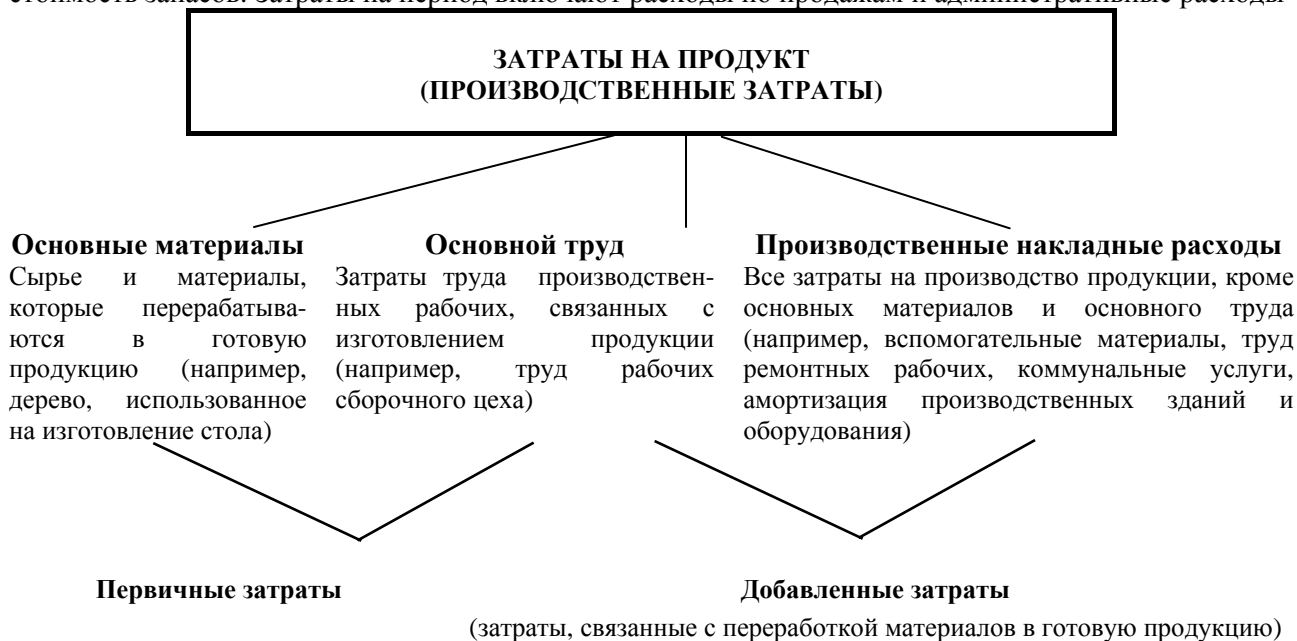 стоимость запасов. Затраты на период включают расходы по продажам и административные расходы
ЗАТРАТЫ НА ПРОДУКТ
(ПРОИЗВОДСТВЕННЫЕ ЗАТРАТЫ)
Основные материалы
Сырье и материалы,
которые перерабатыва-
ются в готовую
продукцию (например,
дерево, использованное
на изготовление стола)
Основной труд
Затраты труда производствен-
ных рабочих, связанных с
изготовлением продукции
(например, труд рабочих
сборочного цеха)
Производственные накладные расходы
Все затраты на производство продукции, кроме
основных материалов и основного труда
(например, вспомогательные материалы, труд
ремонтных рабочих, коммунальные услуги,
амортизация производственных зданий и
оборудования)
Первичные затраты
Добавленные затраты
(затраты, связанные с переработкой материалов в готовую продукцию)